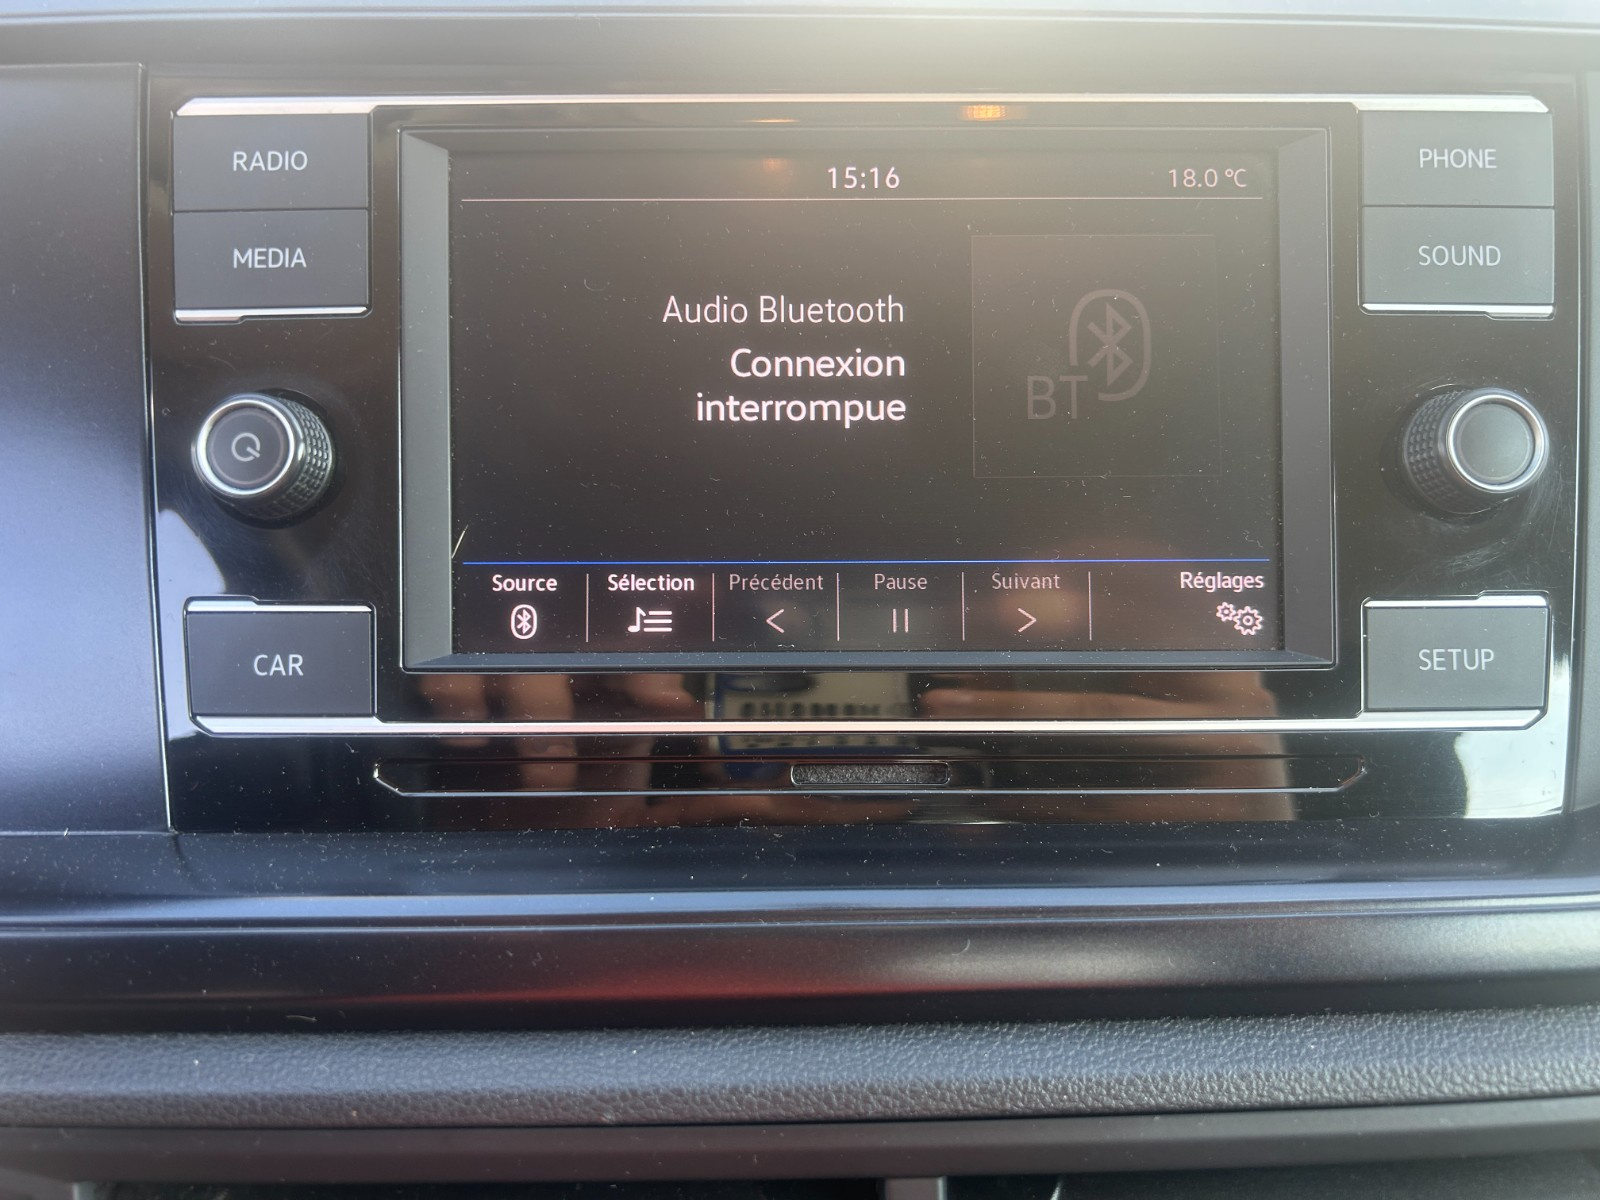 RADIO
MEDIA
CAR
15:16
18.0 °C
Audio Bluetooth
Connexion
interrompue
BT
Source
Sélection
Précédent
Pause
Suivant
Réglages
PHONE
SOUND
SETUP